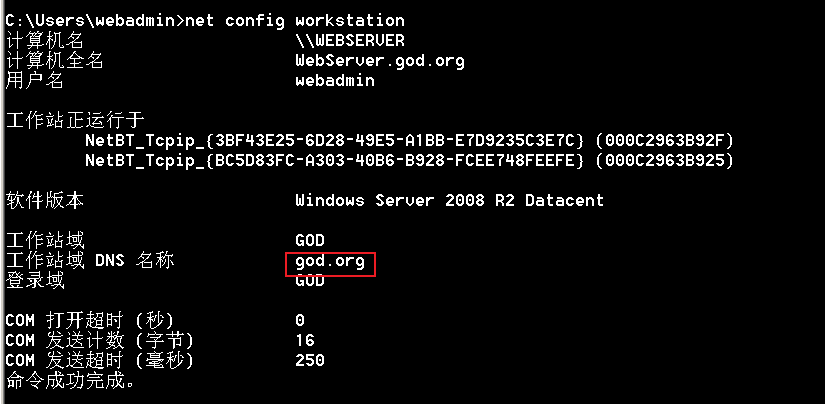 C:\Users\webadmin>net config workstation
计算机名 \\WEBSERVER
计算机全名 WebServer.god.org
用户名 webadmin
工作站正运行于
NetBT_Tcpip_{3BF43E25-6D28-49E5-A1BB-E7D9235C3E7C} (000C2963B92F)
NetBT_Tcpip_{BC5D83FC-A303-40B6-B928-FCEE748FEEFE} (000C2963B925)
软件版本 Windows Server 2008 R2 Datacent
工作站域 GOD
工作站域 DNS 名称 god.org
登录域 GOD
COM 打开超时 (秒) 0
COM 发送计数 (字节) 16
COM 发送超时 (毫秒) 250
命令成功完成。